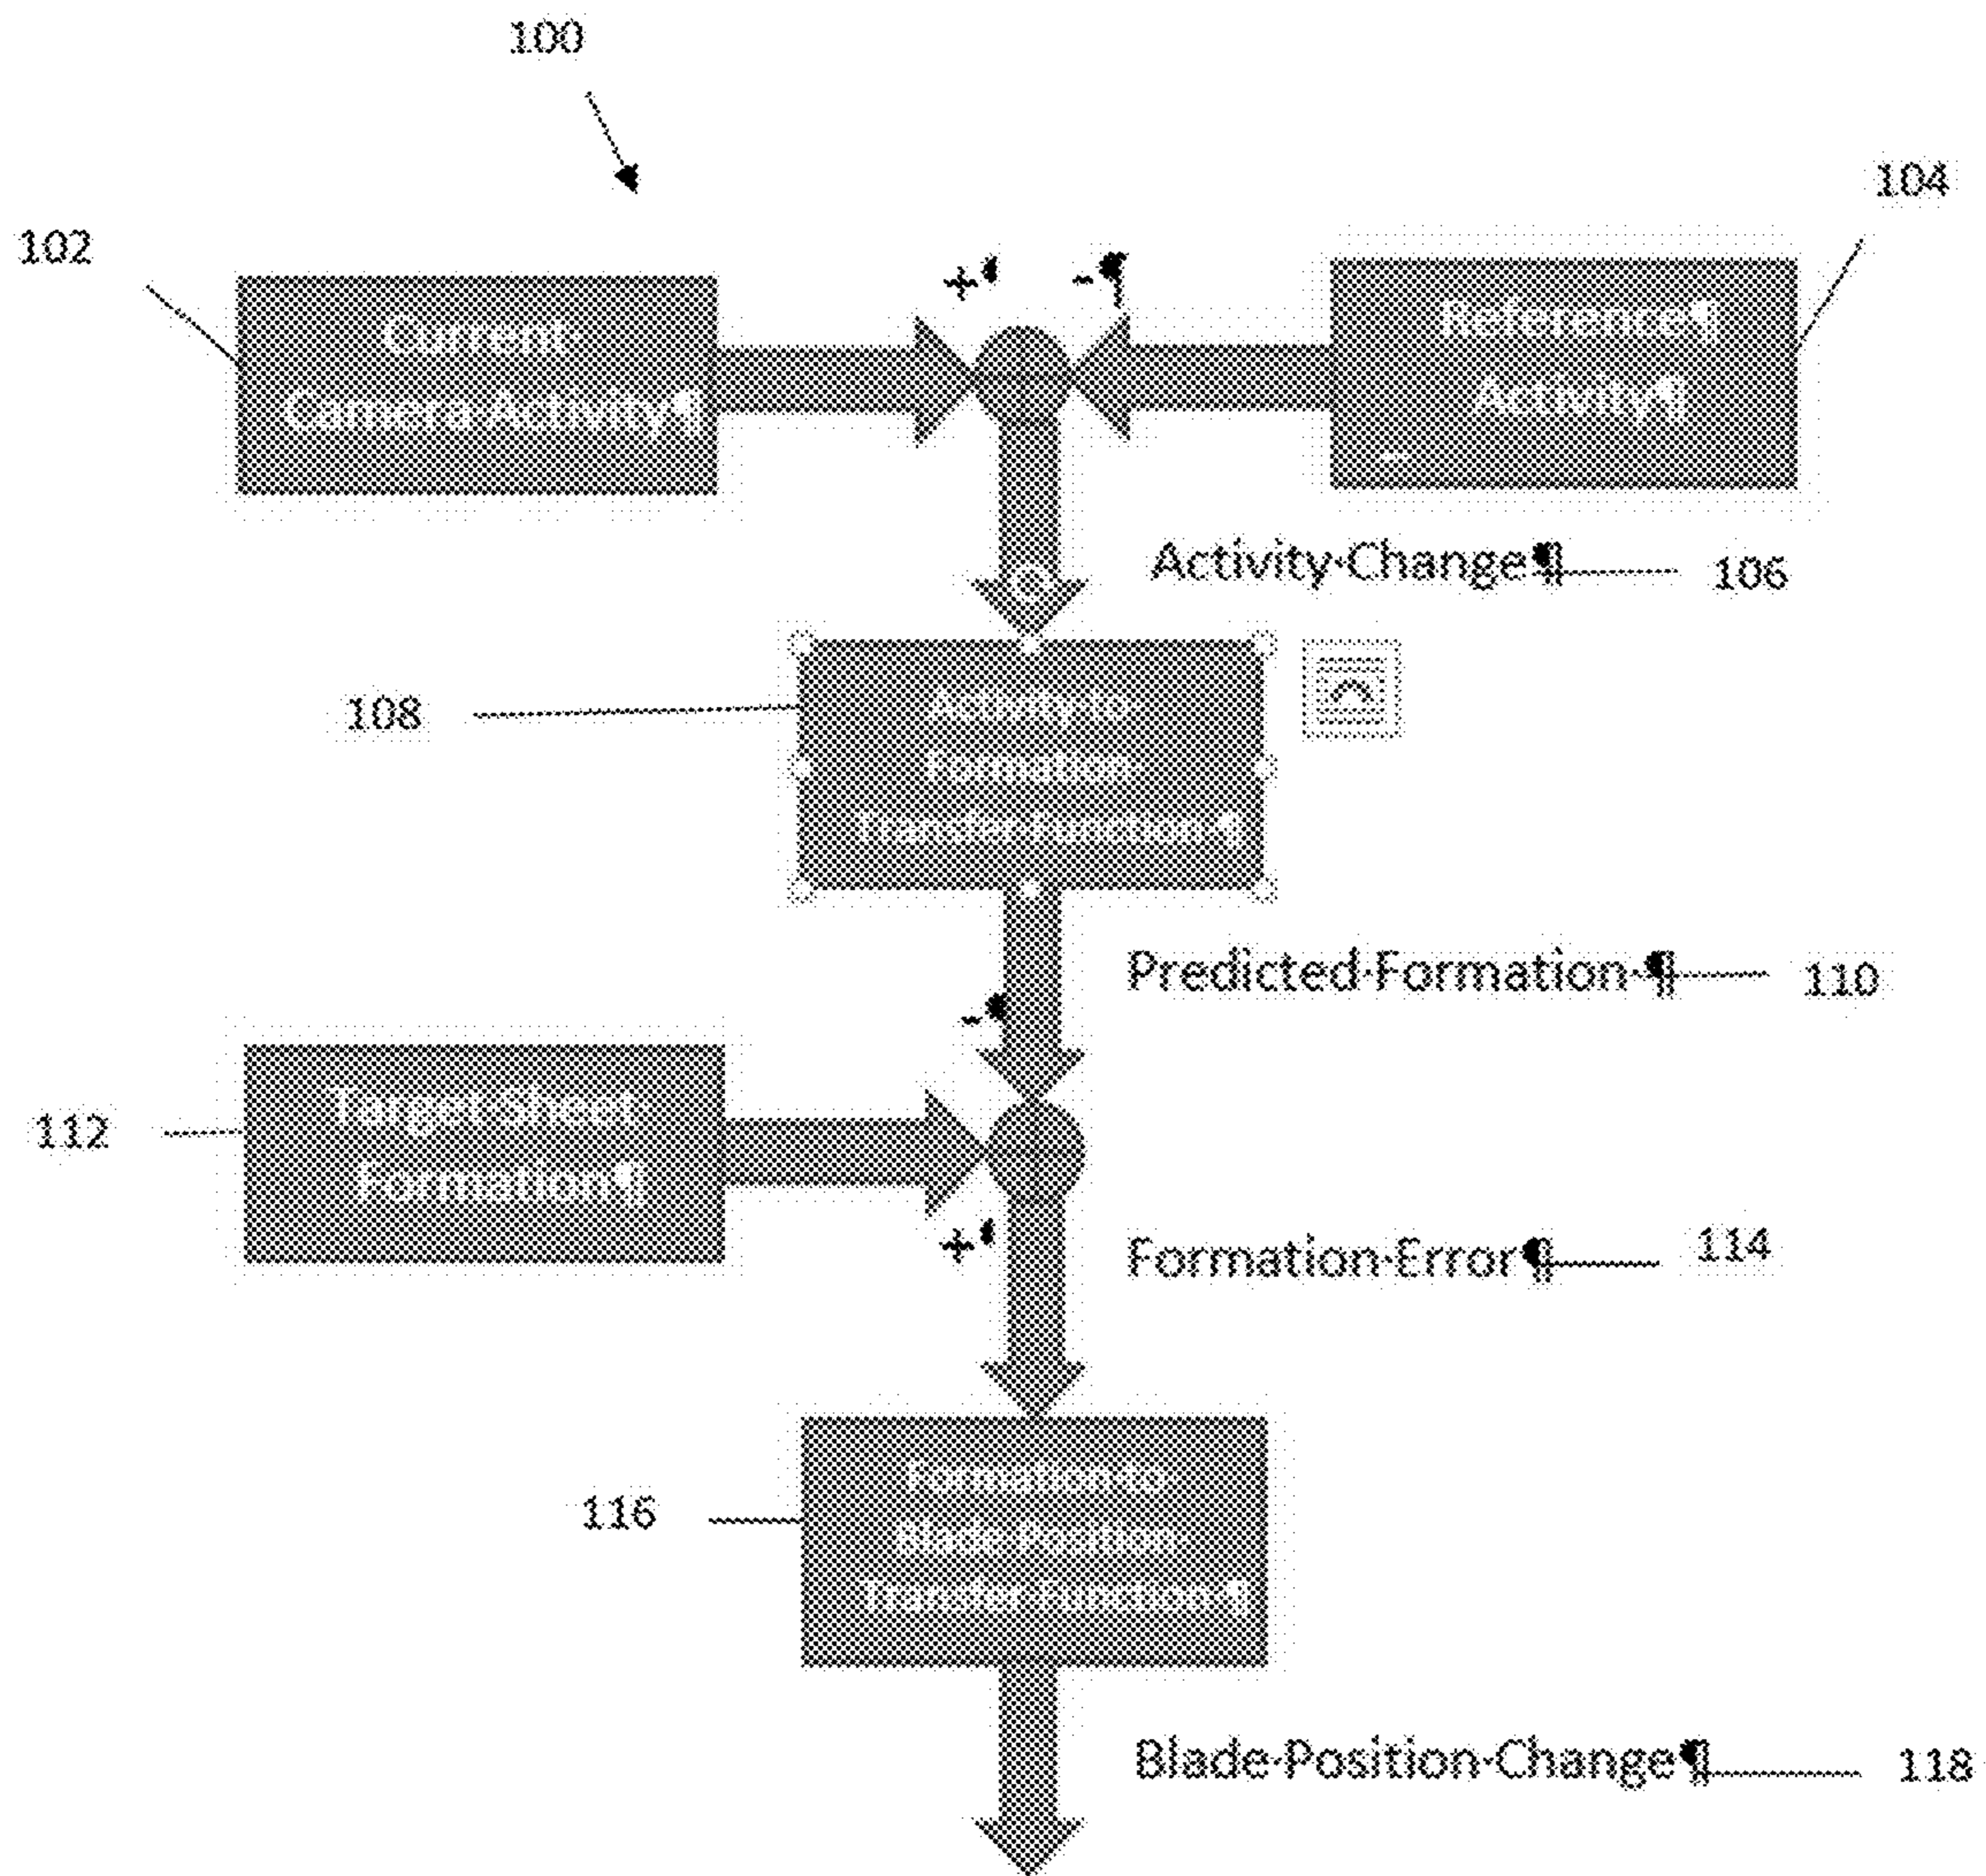 100
104
102
+
-
Current
Camera·Activity¶
Reference¶
Activity¶
Activity·Change¶
106
108
Activity·to·
Formation·
Transfer·Function·¶
Predicted·Formation·¶
110
-
112
Target·Sheet·
Formation¶
+
Formation·Error¶
114
116
Formation·to·
Blade·Position·
Transfer·Function·¶
Blade·Position·Change¶
118